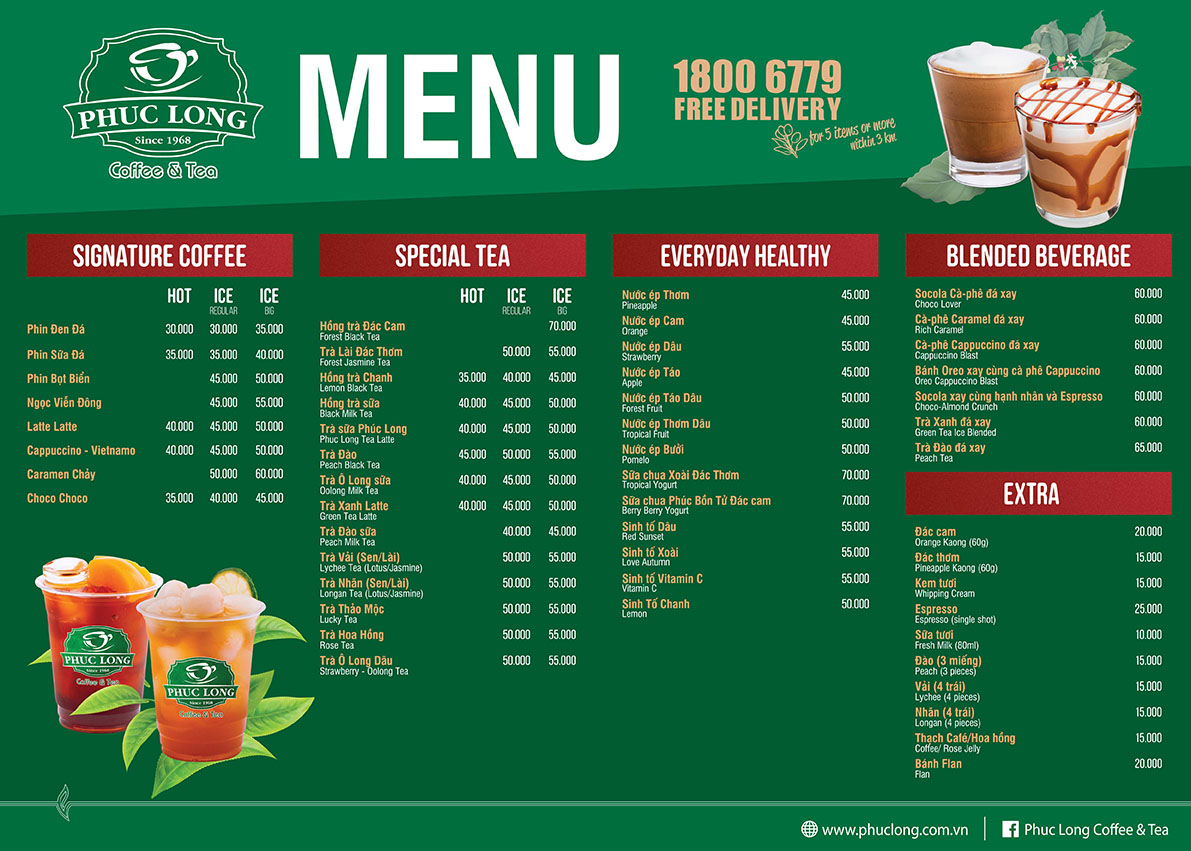 PHUC LONG
Since 1968
Coffee & Tea
MENU
1800 6779
FREE DELIVERY
for 5 items or more
within 3 km
SIGNATURE COFFEE
HOT ICE ICE
REGULAR BIG
Phin Đen Đá 30.000 30.000 35.000
Phin Sữa Đá 35.000 35.000 40.000
Phin Bọt Biển 45.000 50.000
Ngọc Viễn Đông 45.000 55.000
Latte Latte 40.000 45.000 50.000
Cappuccino - Vietnamo 40.000 45.000 50.000
Caramen Chảy 50.000 60.000
Choco Choco 35.000 40.000 45.000
PHUC LONG
Since 1968
Coffee & Tea
PHUC LONG
Since 1968
Coffee & Tea
SPECIAL TEA
HOT ICE ICE
REGULAR BIG
Hồng trà Đác Cam 70.000
Forest Black Tea
Trà Lài Đác Thơm 50.000 55.000
Forest Jasmine Tea
Hồng trà Chanh 35.000 40.000 45.000
Lemon Black Tea
Hồng trà sữa 40.000 45.000 50.000
Black Milk Tea
Trà sữa Phúc Long 40.000 45.000 50.000
Phuc Long Tea Latte
Trà Đào 45.000 50.000 55.000
Peach Black Tea
Trà Ô Long sữa 40.000 45.000 50.000
Oolong Milk Tea
Trà Xanh Latte 40.000 45.000 50.000
Green Tea Latte
Trà Đào sữa 40.000 45.000
Peach Milk Tea
Trà Vải (Sen/Lài) 50.000 55.000
Lychee Tea (Lotus/Jasmine)
Trà Nhãn (Sen/Lài) 50.000 55.000
Longan Tea (Lotus/Jasmine)
Trà Thảo Mộc 50.000 55.000
Lucky Tea
Trà Hoa Hồng 50.000 55.000
Rose Tea
Trà Ô Long Dâu 50.000 55.000
Strawberry - Oolong Tea
EVERYDAY HEALTHY
Nước ép Thơm 45.000
Pineapple
Nước ép Cam 45.000
Orange
Nước ép Dâu 55.000
Strawberry
Nước ép Táo 45.000
Apple
Nước ép Táo Dâu 50.000
Forest Fruit
Nước ép Thơm Dâu 50.000
Tropical Fruit
Nước ép Bưởi 50.000
Pomelo
Sữa chua Xoài Đác Thơm 70.000
Tropical Yogurt
Sữa chua Phúc Bồn Tử Đác cam 70.000
Berry Berry Yogurt
Sinh tố Dâu 55.000
Red Sunset
Sinh tố Xoài 55.000
Love Autumn
Sinh tố Vitamin C 55.000
Vitamin C
Sinh Tố Chanh 50.000
Lemon
BLENDED BEVERAGE
Socola Cà-phê đá xay 60.000
Choco Lover
Cà-phê Caramel đá xay 60.000
Rich Caramel
Cà-phê Cappuccino đá xay 60.000
Cappuccino Blast
Bánh Oreo xay cùng cà phê Cappuccino 60.000
Oreo Cappuccino Blast
Socola xay cùng hạnh nhân và Espresso 60.000
Choco-Almond Crunch
Trà Xanh đá xay 60.000
Green Tea Ice Blended
Trà Đào đá xay 65.000
Peach Tea
EXTRA
Đác cam 20.000
Orange Kaong (60g)
Đác thơm 15.000
Pineapple Kaong (60g)
Kem tươi 15.000
Whipping Cream
Espresso 25.000
Espresso (single shot)
Sữa tươi 10.000
Fresh Milk (80ml)
Đào (3 miếng) 15.000
Peach (3 pieces)
Vải (4 trái) 15.000
Lychee (4 pieces)
Nhãn (4 trái) 15.000
Longan (4 pieces)
Thạch Café/Hoa hồng 15.000
Coffee/ Rose Jelly
Bánh Flan 20.000
Flan
www.phuclong.com.vn
Phuc Long Coffee & Tea